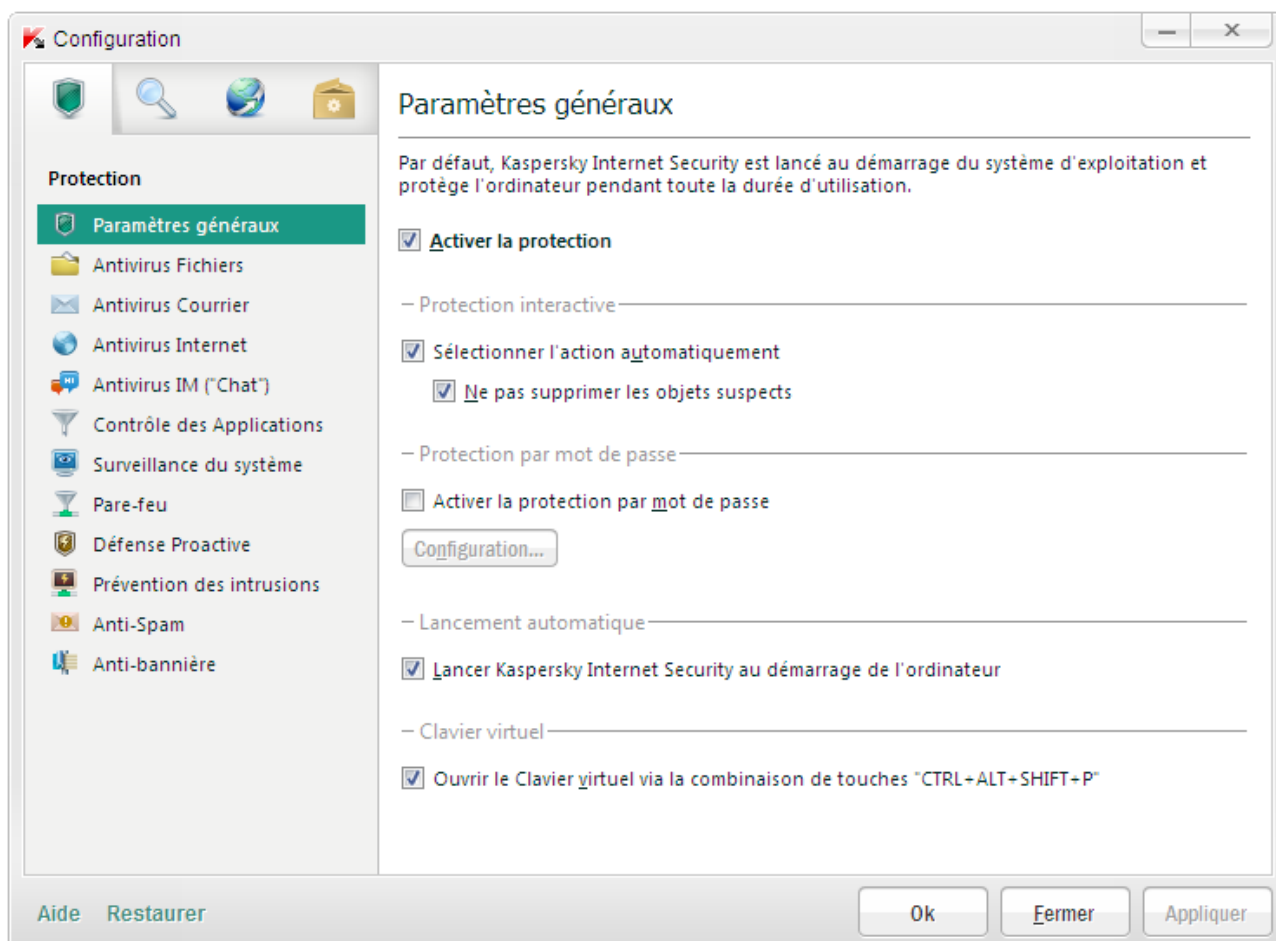 Configuration
Protection
Paramètres généraux
Antivirus Fichiers
Antivirus Courrier
Antivirus Internet
Antivirus IM ("Chat")
Contrôle des Applications
Surveillance du système
Pare-feu
Défense Proactive
Prévention des intrusions
Anti-Spam
Anti-bannière
Paramètres généraux
Par défaut, Kaspersky Internet Security est lancé au démarrage du système d'exploitation et
protège l'ordinateur pendant toute la durée d'utilisation.
Activer la protection
Protection interactive
Sélectionner l'action automatiquement
Ne pas supprimer les objets suspects
Protection par mot de passe
Activer la protection par mot de passe
Configuration...
Lancement automatique
Lancer Kaspersky Internet Security au démarrage de l'ordinateur
Clavier virtuel
Ouvrir le Clavier virtuel via la combinaison de touches "CTRL+ALT+SHIFT+P"
Aide Restaurer
Ok Fermer Appliquer